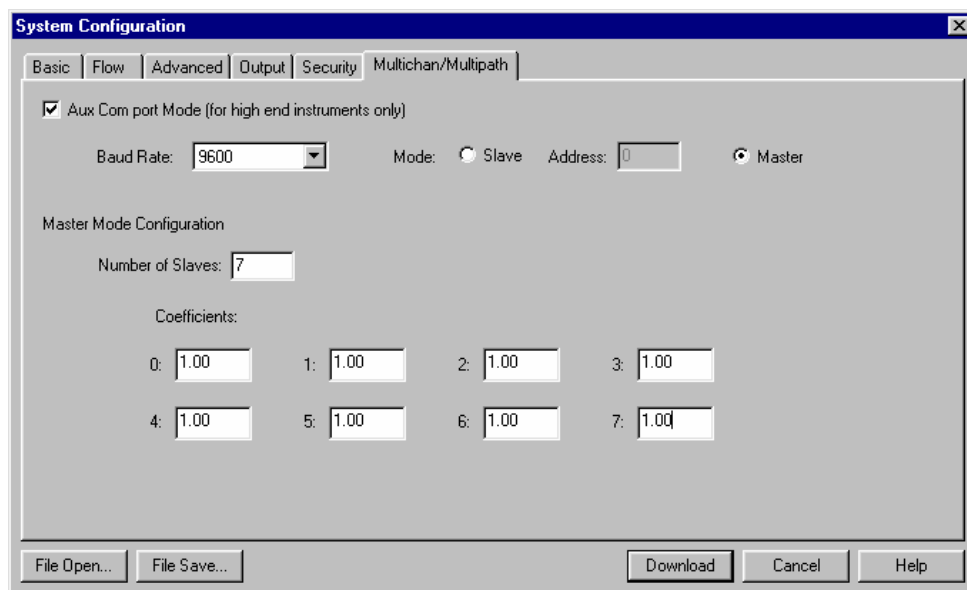 System Configuration
Basic Flow Advanced Output Security Multichan/Multipath
Aux Com port Mode (for high end instruments only)
Baud Rate: 9600 Mode: Slave Address: 0 Master
Master Mode Configuration
Number of Slaves: 7
Coefficients:
0: 1.00 1: 1.00 2: 1.00 3: 1.00
4: 1.00 5: 1.00 6: 1.00 7: 1.00
File Open... File Save... Download Cancel Help